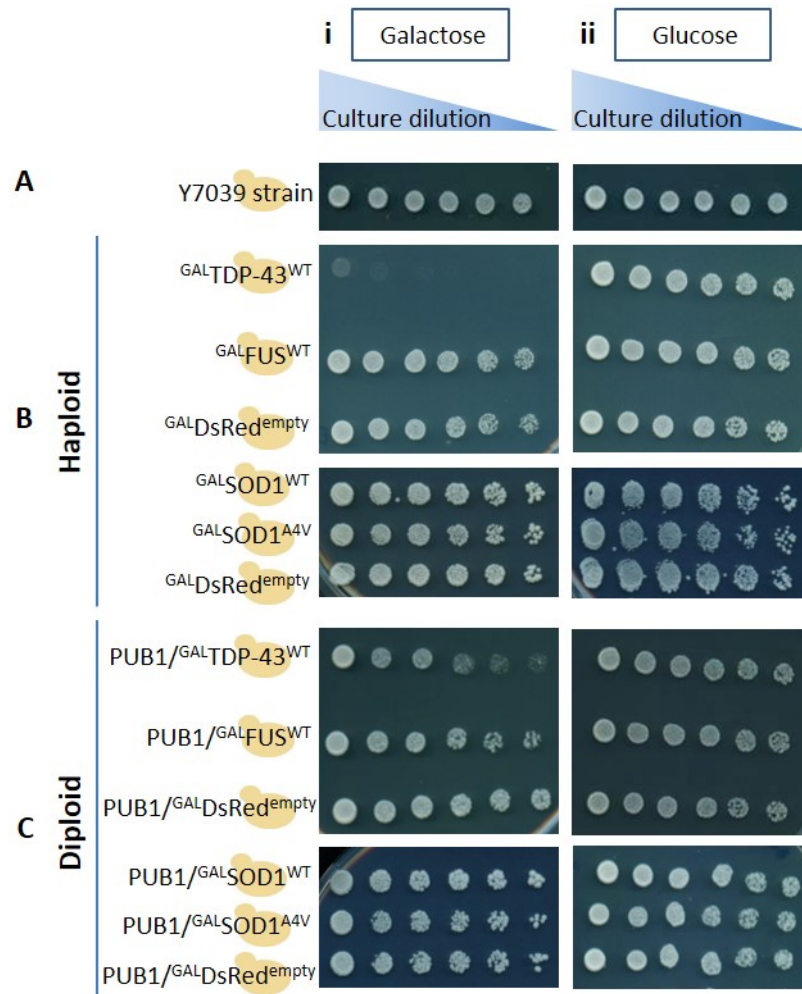 i Galactose ii Glucose
Culture dilution Culture dilution
A Y7039 strain
B Haploid
GALTDP-43WT
GALFUSWT
GALDsRedempty
GALSOD1WT
GALSOD1A4V
GALDsRedempty
C Diploid
PUB1/GALTDP-43WT
PUB1/GALFUSWT
PUB1/GALDsRedempty
PUB1/GALSOD1WT
PUB1/GALSOD1A4V
PUB1/GALDsRedempty